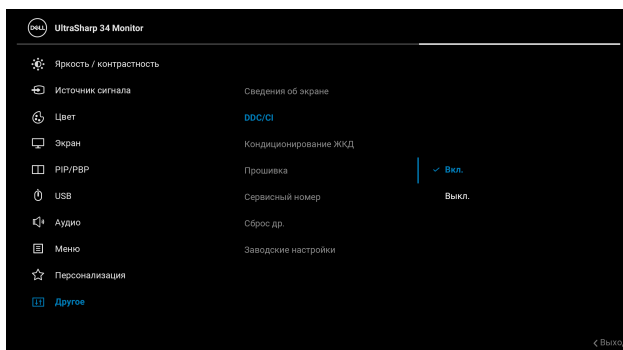 DELL UltraSharp 34 Monitor
Яркость / контрастность
Источник сигнала
Сведения об экране
Цвет
DDC/CI
Экран
Кондиционирование ЖКД
PIP/PBP
Прошивка
Вкл.
USB
Сервисный номер
Выкл.
Аудио
Сброс др.
Меню
Заводские настройки
Персонализация
Другое